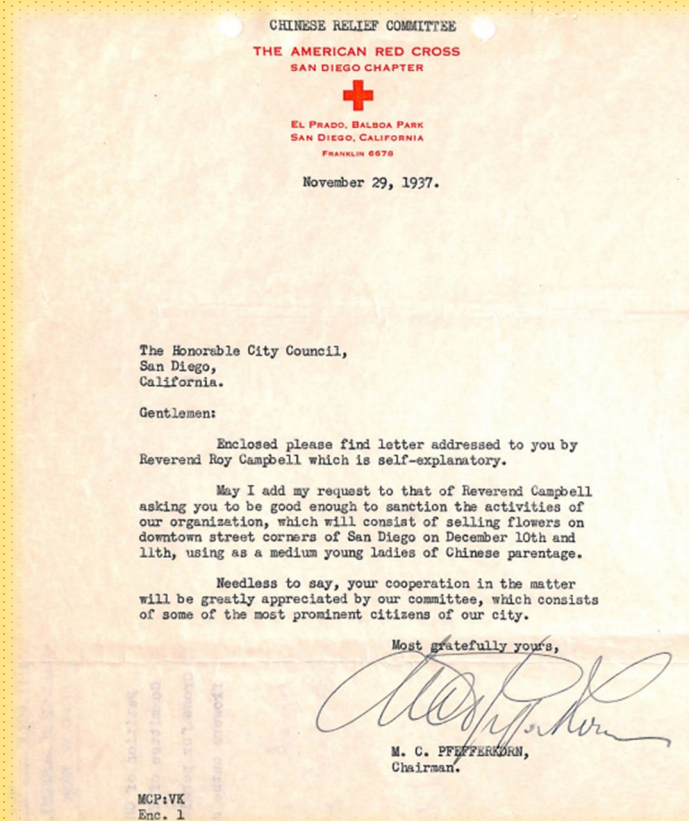 CHINESE RELIEF COMMITTEE
THE AMERICAN RED CROSS
SAN DIEGO CHAPTER
EL PRADO, BALBOA PARK
SAN DIEGO, CALIFORNIA
FRANKLIN 6678
November 29, 1937.
The Honorable City Council,
San Diego,
California.
Gentlemen:
Enclosed please find letter addressed to you by
Reverend Roy Campbell which is self-explanatory.
May I add my request to that of Reverend Campbell
asking you to be good enough to sanction the activities of
our organization, which will consist of selling flowers on
downtown street corners of San Diego on December 10th and
11th, using as a medium young ladies of Chinese parentage.
Needless to say, your cooperation in the matter
will be greatly appreciated by our committee, which consists
of some of the most prominent citizens of our city.
Most gratefully yours,
M. C. PFEFFERKORN,
Chairman.
MCP:VK
Enc. 1